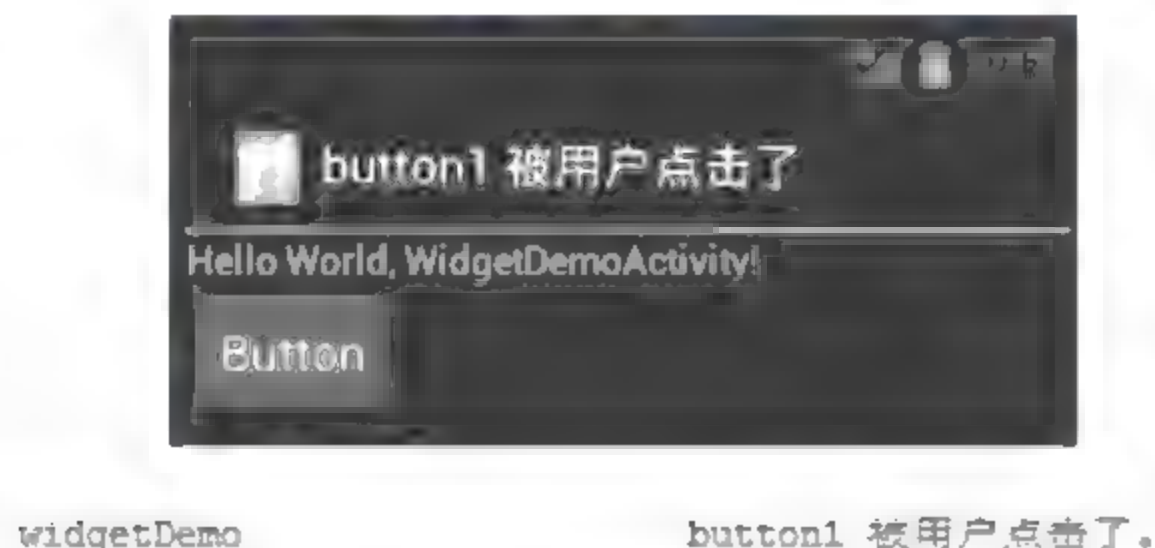 button1 被用户点击了
Hello World, WidgetDemoActivity!
Button
widgetDemo button1 被用户点击了。